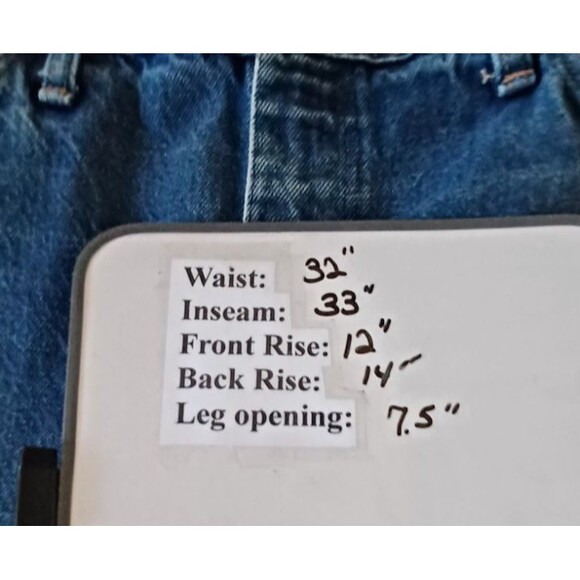 Waist: 32"
Inseam: 33"
Front Rise: 12"
Back Rise: 14"
Leg opening: 7.5"